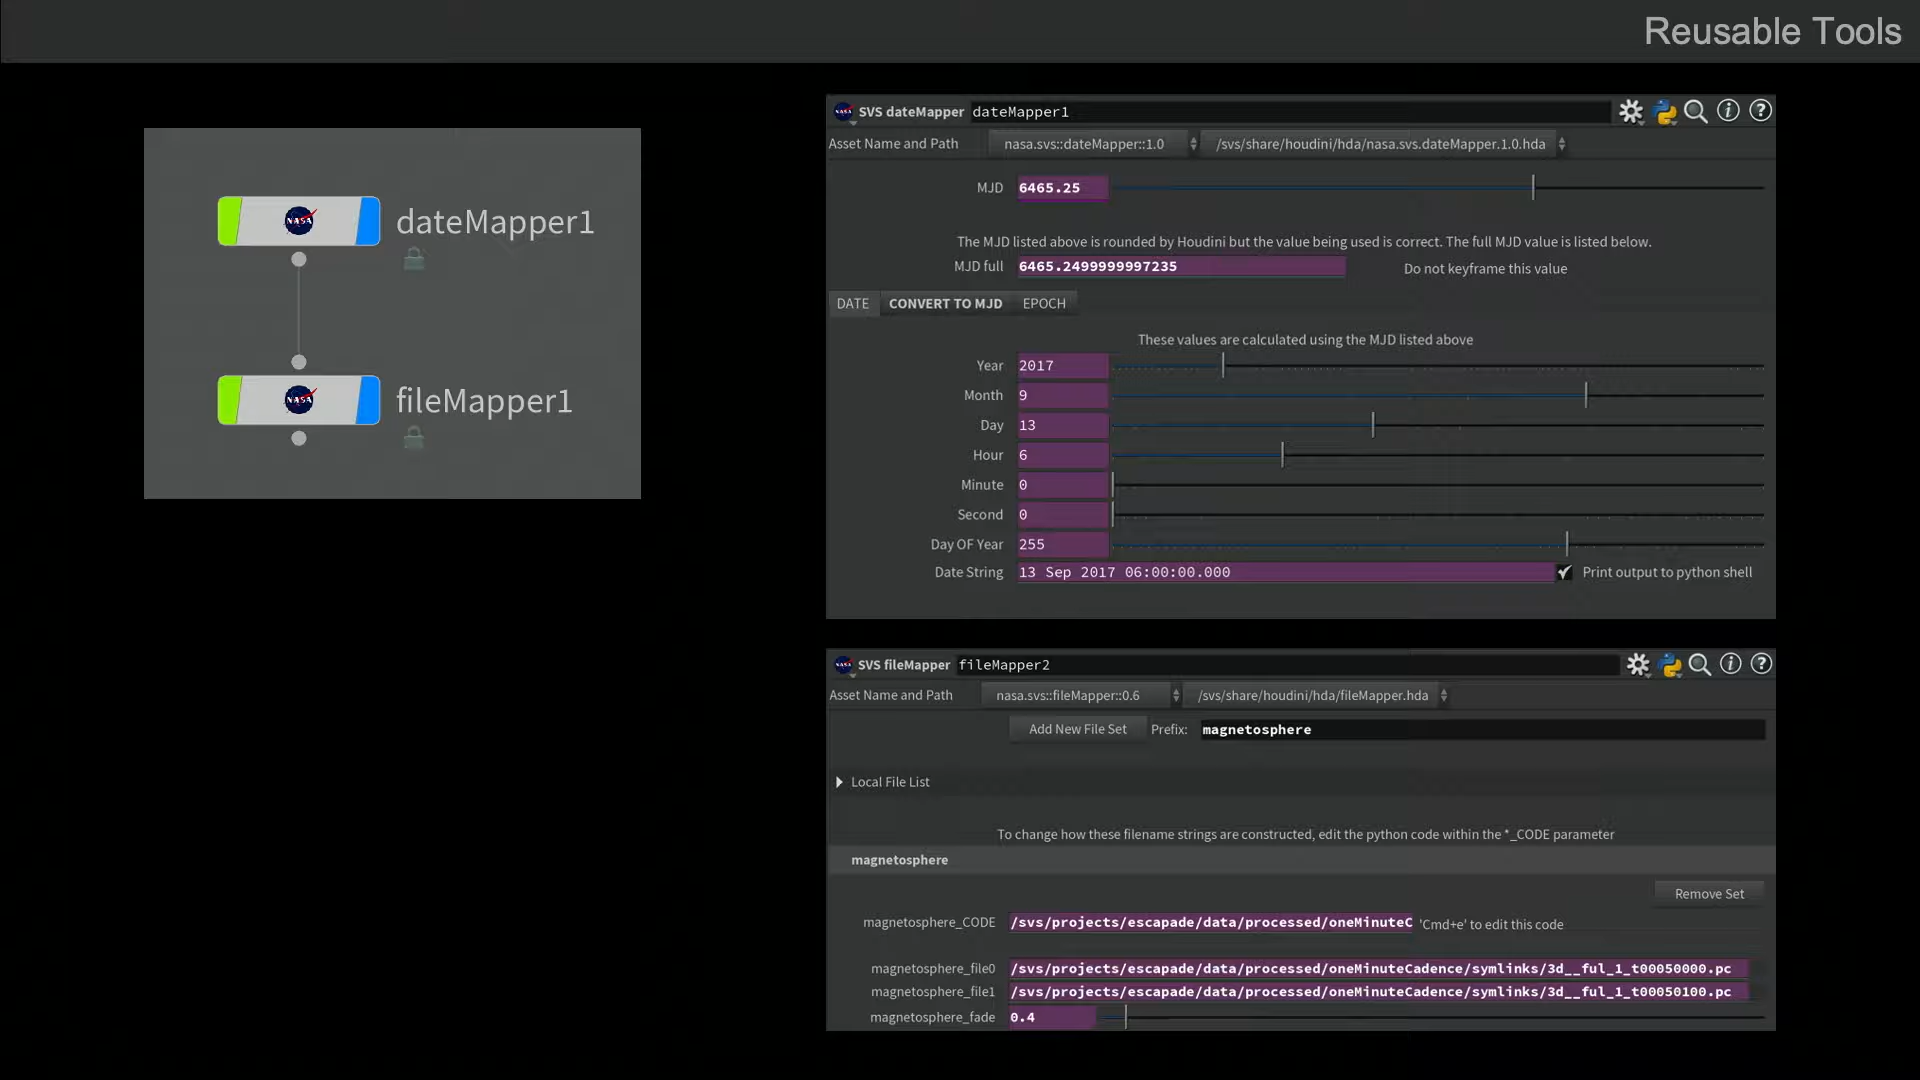 Reusable Tools
dateMapper1
fileMapper1
SVS dateMapper dateMapper1
Asset Name and Path nasa.svs::dateMapper::1.0 /svs/share/houdini/hda/nasa.svs.dateMapper.1.0.hda
MJD 6465.25
The MJD listed above is rounded by Houdini but the value being used is correct. The full MJD value is listed below.
MJD full 6465.2499999997235 Do not keyframe this value
DATE CONVERT TO MJD EPOCH
These values are calculated using the MJD listed above
Year 2017
Month 9
Day 13
Hour 6
Minute 0
Second 0
Day OF Year 255
Date String 13 Sep 2017 06:00:00.000 Print output to python shell
SVS fileMapper fileMapper2
Asset Name and Path nasa.svs::fileMapper::0.6 /svs/share/houdini/hda/fileMapper.hda
Add New File Set Prefix: magnetosphere
Local File List
To change how these filename strings are constructed, edit the python code within the *_CODE parameter
magnetosphere
Remove Set
magnetosphere_CODE /svs/projects/escapade/data/processed/oneMinuteC 'Cmd+e' to edit this code
magnetosphere_file0 /svs/projects/escapade/data/processed/oneMinuteCadence/symlinks/3d__ful_1_t00050000.pc
magnetosphere_file1 /svs/projects/escapade/data/processed/oneMinuteCadence/symlinks/3d__ful_1_t00050100.pc
magnetosphere_fade 0.4